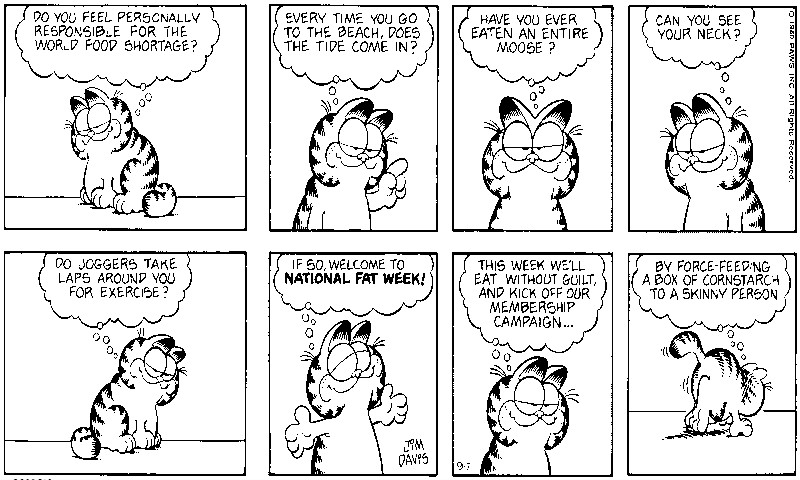 DO YOU FEEL PERSONALLY
RESPONSIBLE FOR THE
WORLD FOOD SHORTAGE?
EVERY TIME YOU GO
TO THE BEACH, DOES
THE TIDE COME IN?
HAVE YOU EVER
EATEN AN ENTIRE
MOOSE?
CAN YOU SEE
YOUR NECK?
© 1980 PAWS INC. All Rights Reserved.
DO JOGGERS TAKE
LAPS AROUND YOU
FOR EXERCISE?
IF SO, WELCOME TO
NATIONAL FAT WEEK!
JIM
DAVIS
THIS WEEK WE'LL
EAT WITHOUT GUILT,
AND KICK OFF OUR
MEMBERSHIP
CAMPAIGN...
9-7
BY FORCE-FEEDING
A BOX OF CORNSTARCH
TO A SKINNY PERSON